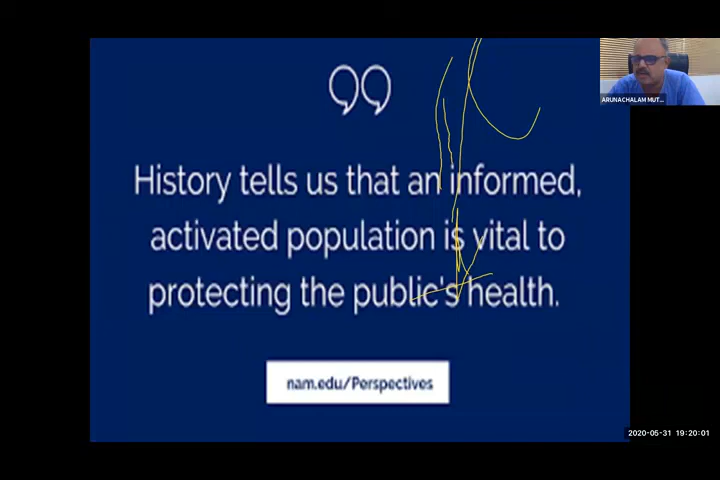 ARUNACHALAM MUT...
History tells us that an informed,
activated population is vital to
protecting the public's health.
nam.edu/Perspectives
2020-05-31 19:20:01